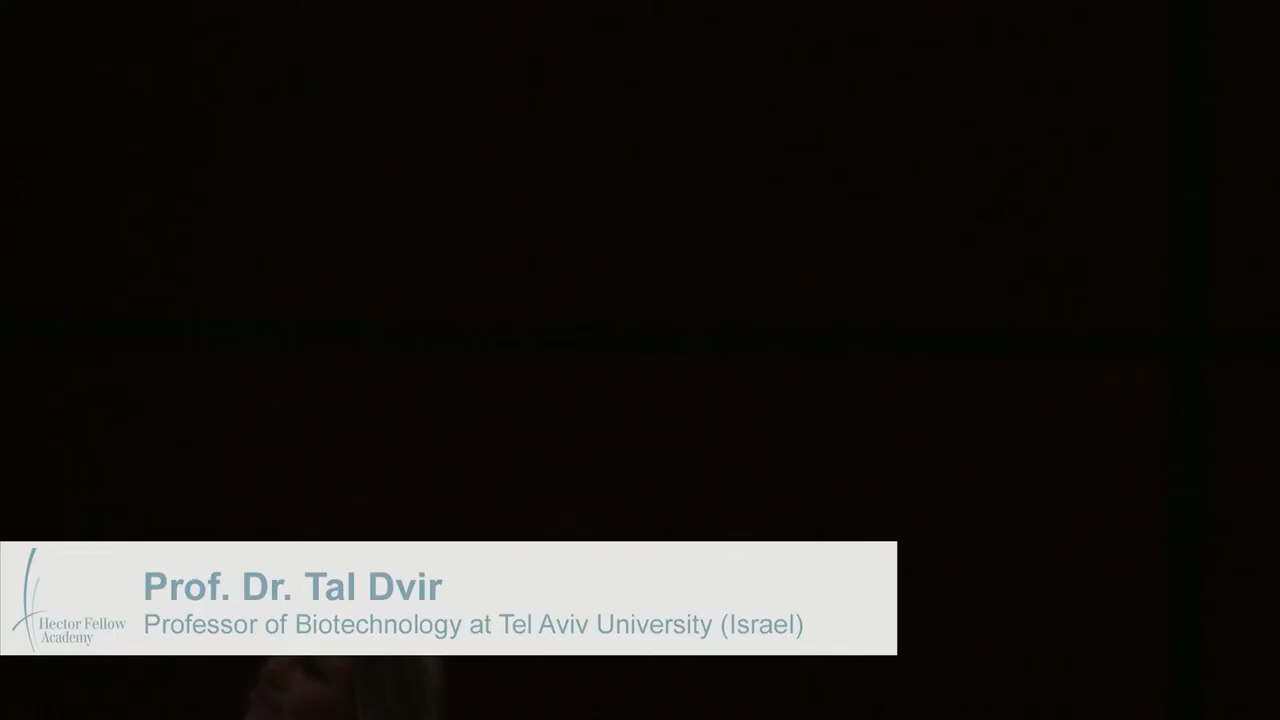 Prof. Dr. Tal Dvir
Professor of Biotechnology at Tel Aviv University (Israel)
Hector Fellow
Academy